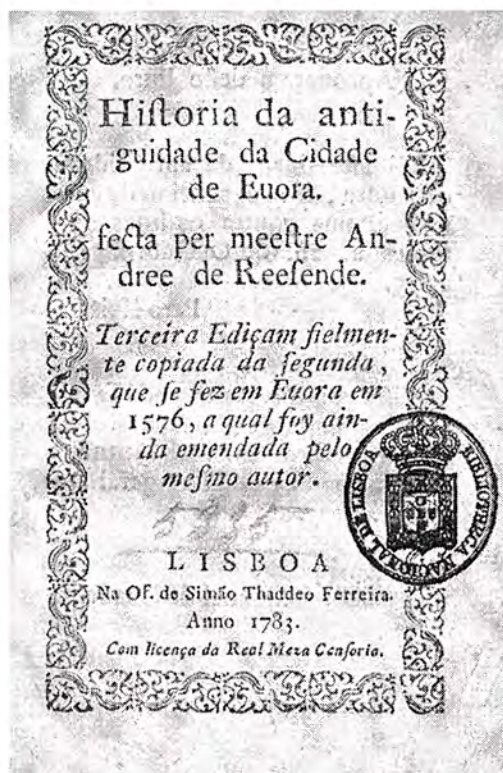 Hiſtoria da anti-
guidade da Cidade
de Euora.
fecta per meeſtre An-
dree de Reeſende.
Terceira Ediçam fielmen-
te copiada da ſegunda,
que ſe fez em Euora em
1576, a qual foy ain-
da emendada pelo
meſmo autor.
LISBOA
Na Of. de Simão Thaddeo Ferreira.
Anno 1783.
Com licença da Real Meza Cenſoria.
BIBLIOTHECA NACIONAL DE LISBOA